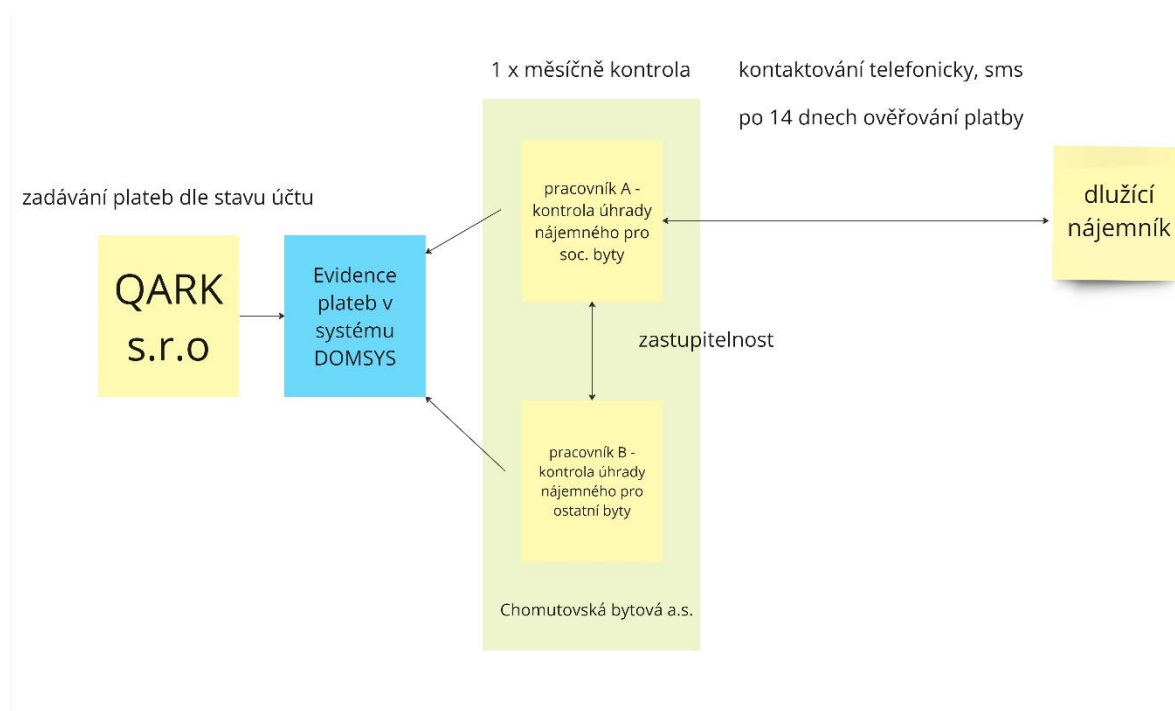 1 x měsíčně kontrola
kontaktování telefonicky, sms
po 14 dnech ověřování platby
zadávání plateb dle stavu účtu
QARK
s.r.o
Evidence
plateb v
systému
DOMSYS
pracovník A -
kontrola úhrady
nájemného pro
soc. byty
dlužící
nájemník
zastupitelnost
pracovník B -
kontrola úhrady
nájemného pro
ostatní byty
Chomutovská bytová a.s.